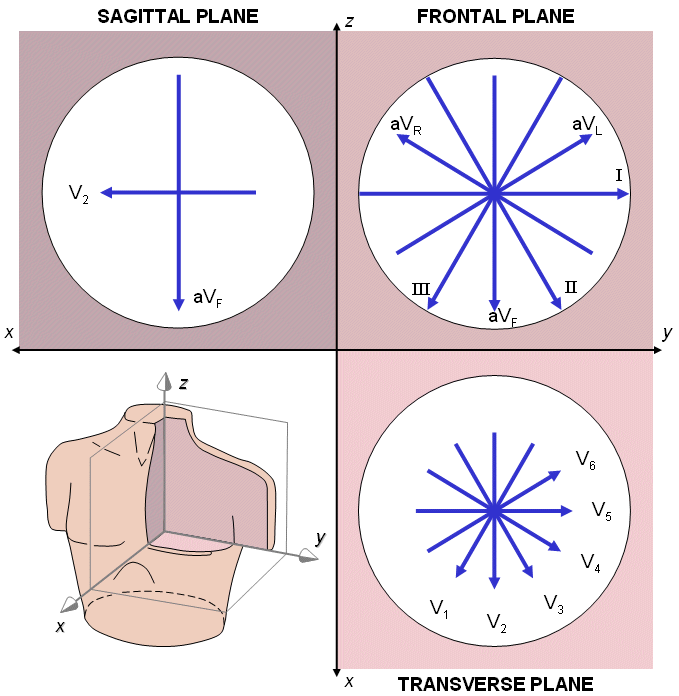 SAGITTAL PLANE
FRONTAL PLANE
z
aVR
aVL
I
V2
III
II
aVF
aVF
x
y
z
V6
V5
y
V4
V1
V3
V2
x
x
TRANSVERSE PLANE